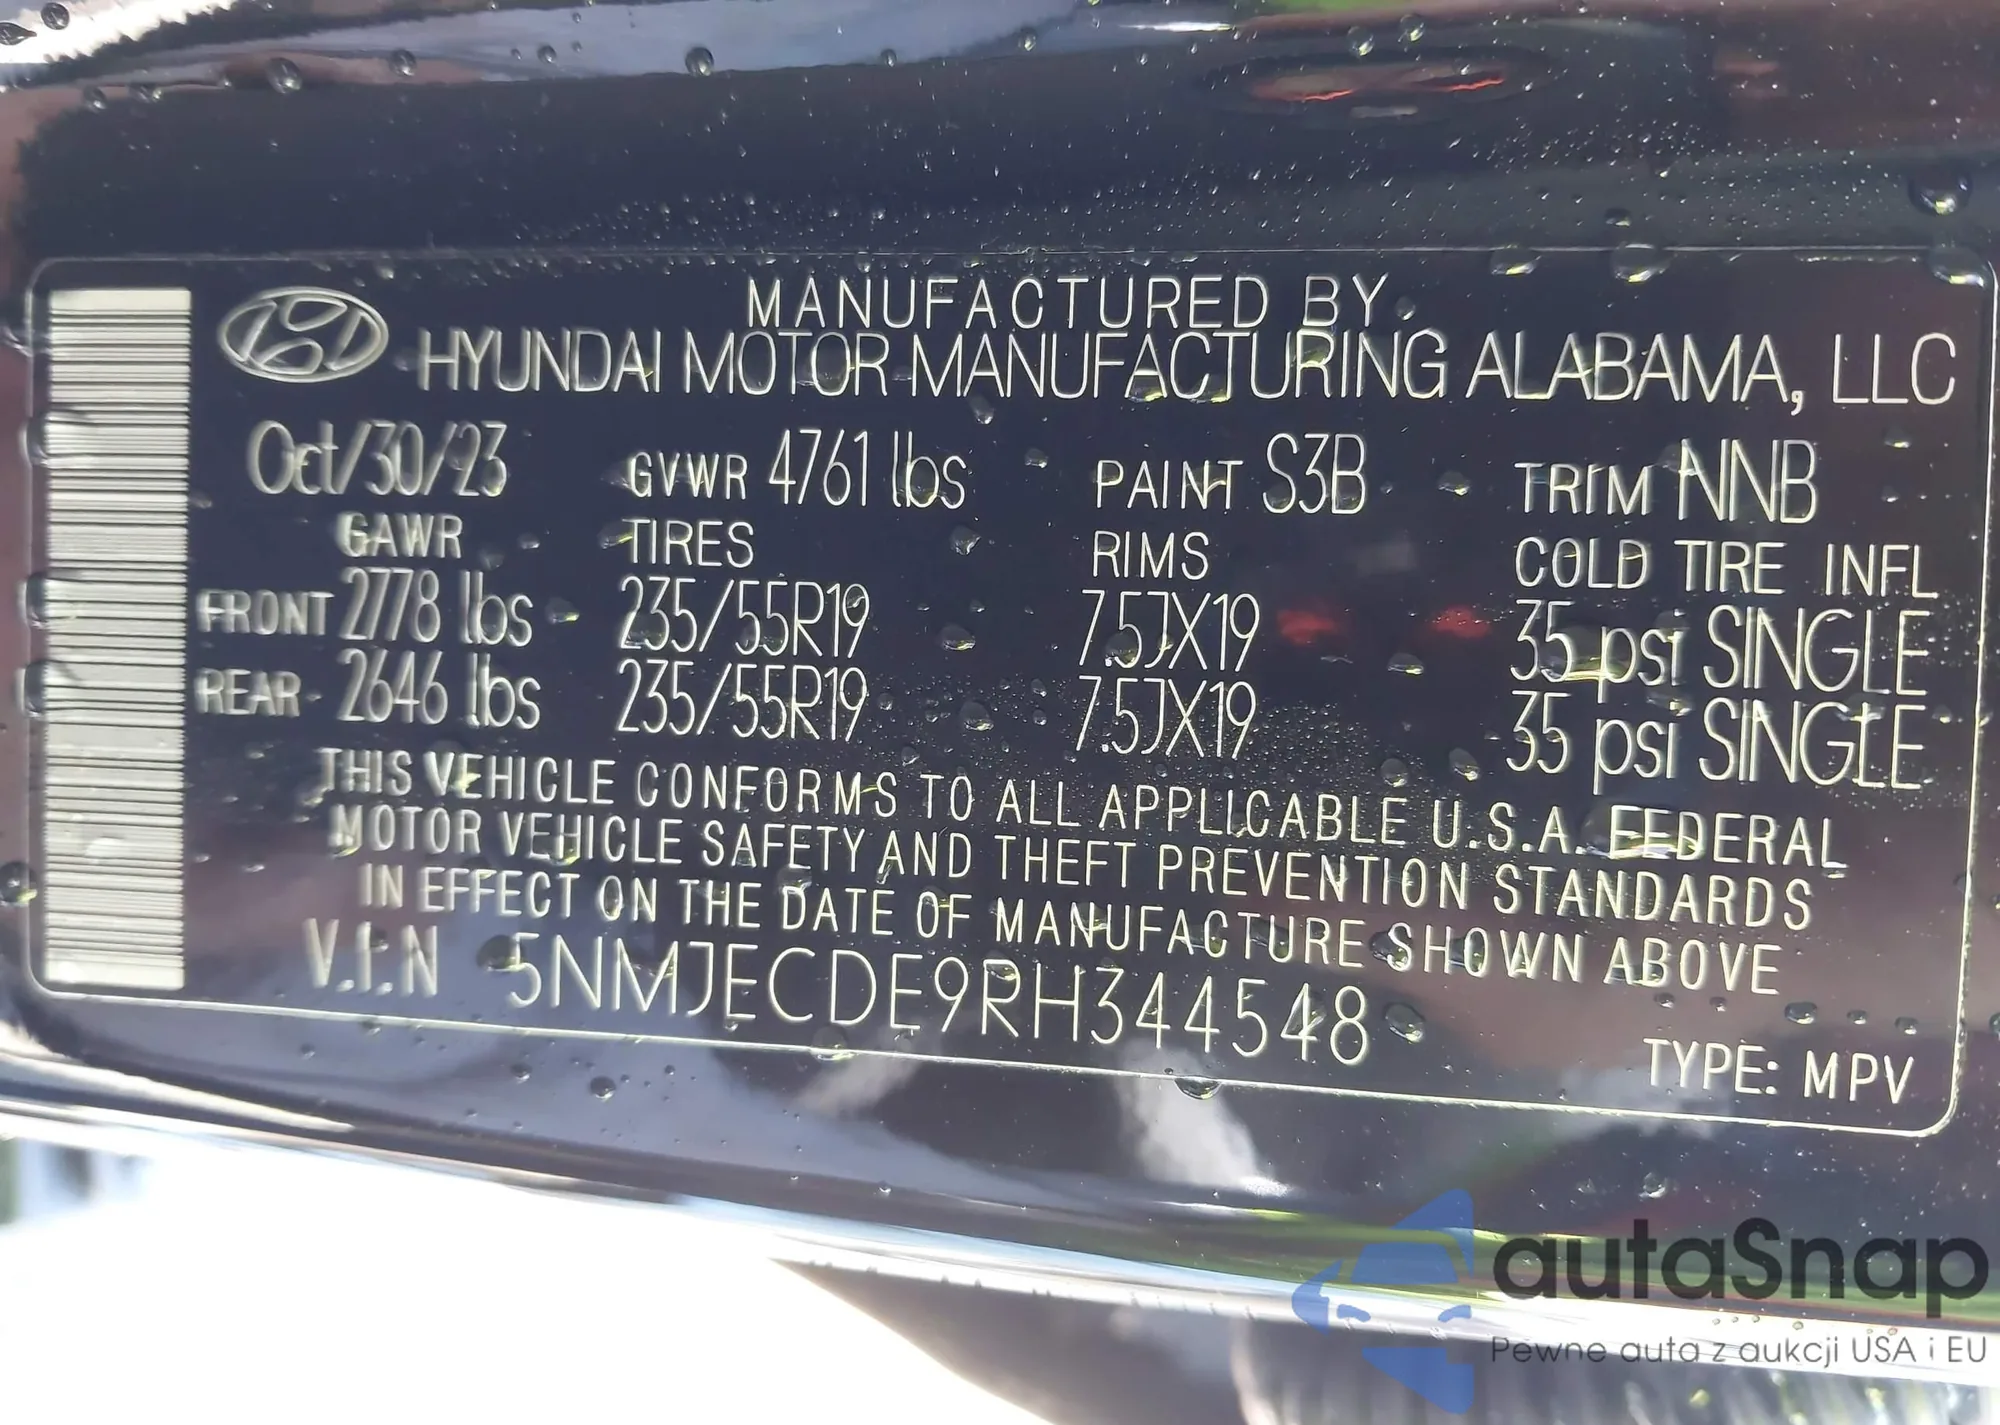 MANUFACTURED BY
HYUNDAI MOTOR MANUFACTURING ALABAMA, LLC
Oct/30/23 GVWR 4761 lbs PAINT S3B TRIM NNB
GAWR TIRES RIMS COLD TIRE INFL
FRONT 2778 lbs 235/55R19 7.5JX19 35 psi SINGLE
REAR 2646 lbs 235/55R19 7.5JX19 35 psi SINGLE
THIS VEHICLE CONFORMS TO ALL APPLICABLE U.S.A. FEDERAL
MOTOR VEHICLE SAFETY AND THEFT PREVENTION STANDARDS
IN EFFECT ON THE DATE OF MANUFACTURE SHOWN ABOVE
V.I.N 5NMJECDE9RH344548
TYPE: MPV
autaSnap
Pewne auta z aukcji USA i EU